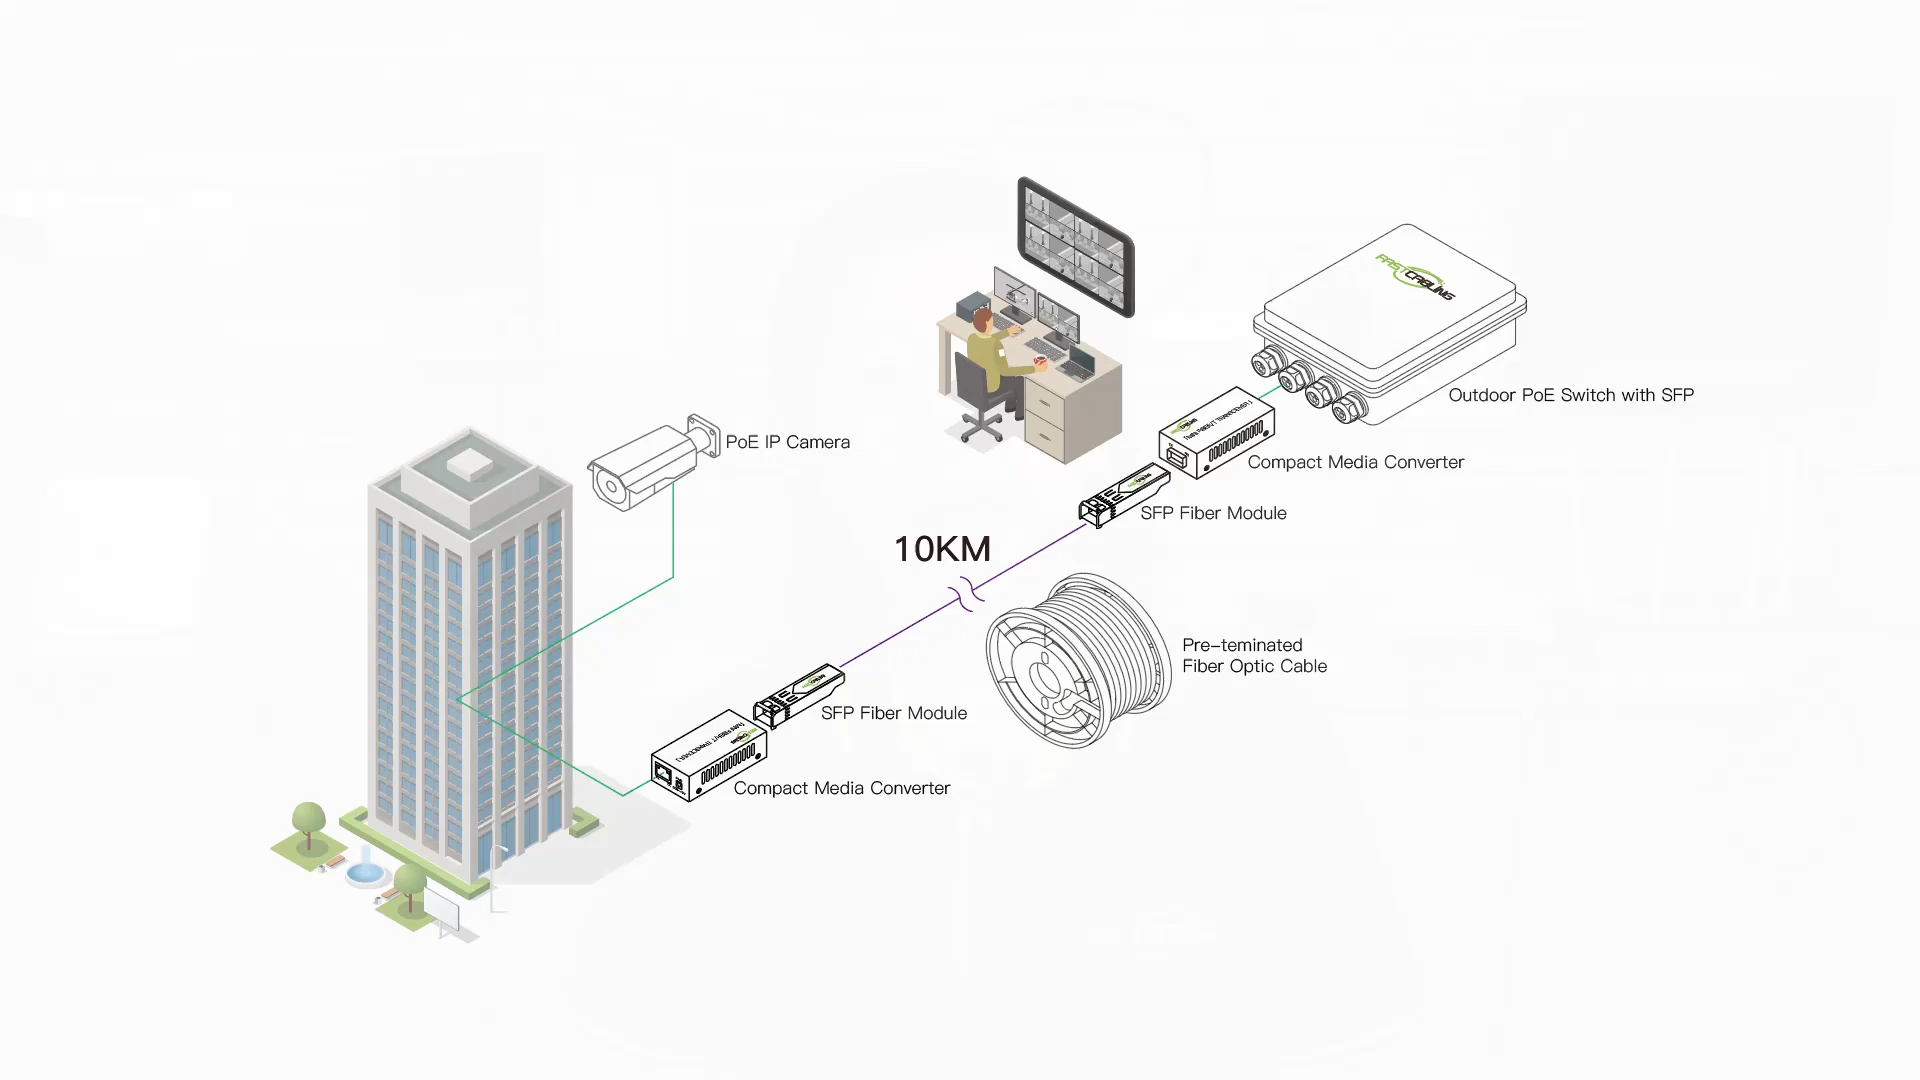 FASTCABLING
Outdoor PoE Switch with SFP
PoE IP Camera
Compact Media Converter
SFP Fiber Module
10KM
Pre-teminated
Fiber Optic Cable
SFP Fiber Module
Compact Media Converter